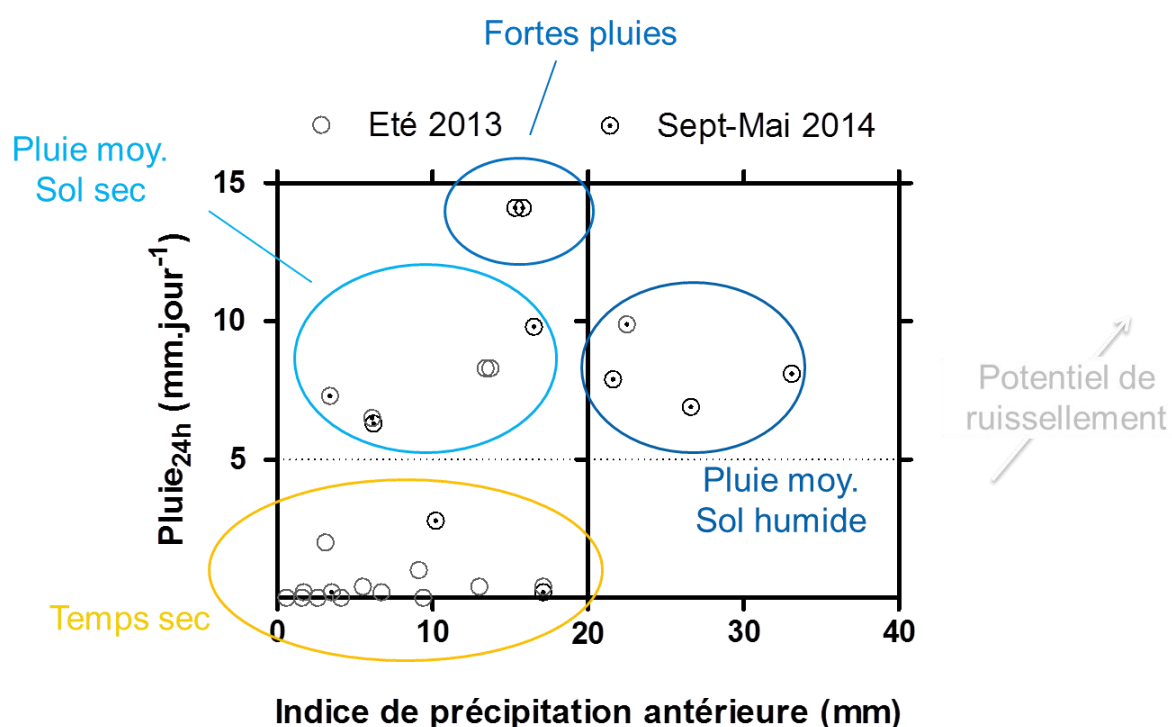 Fortes pluies
Eté 2013
Sept-Mai 2014
Pluie moy.
Sol sec
15
10
5
Pluie24h (mm.jour-1)
Potentiel de
ruissellement
Pluie moy.
Sol humide
Temps sec
0 10 20 30 40
Indice de précipitation antérieure (mm)